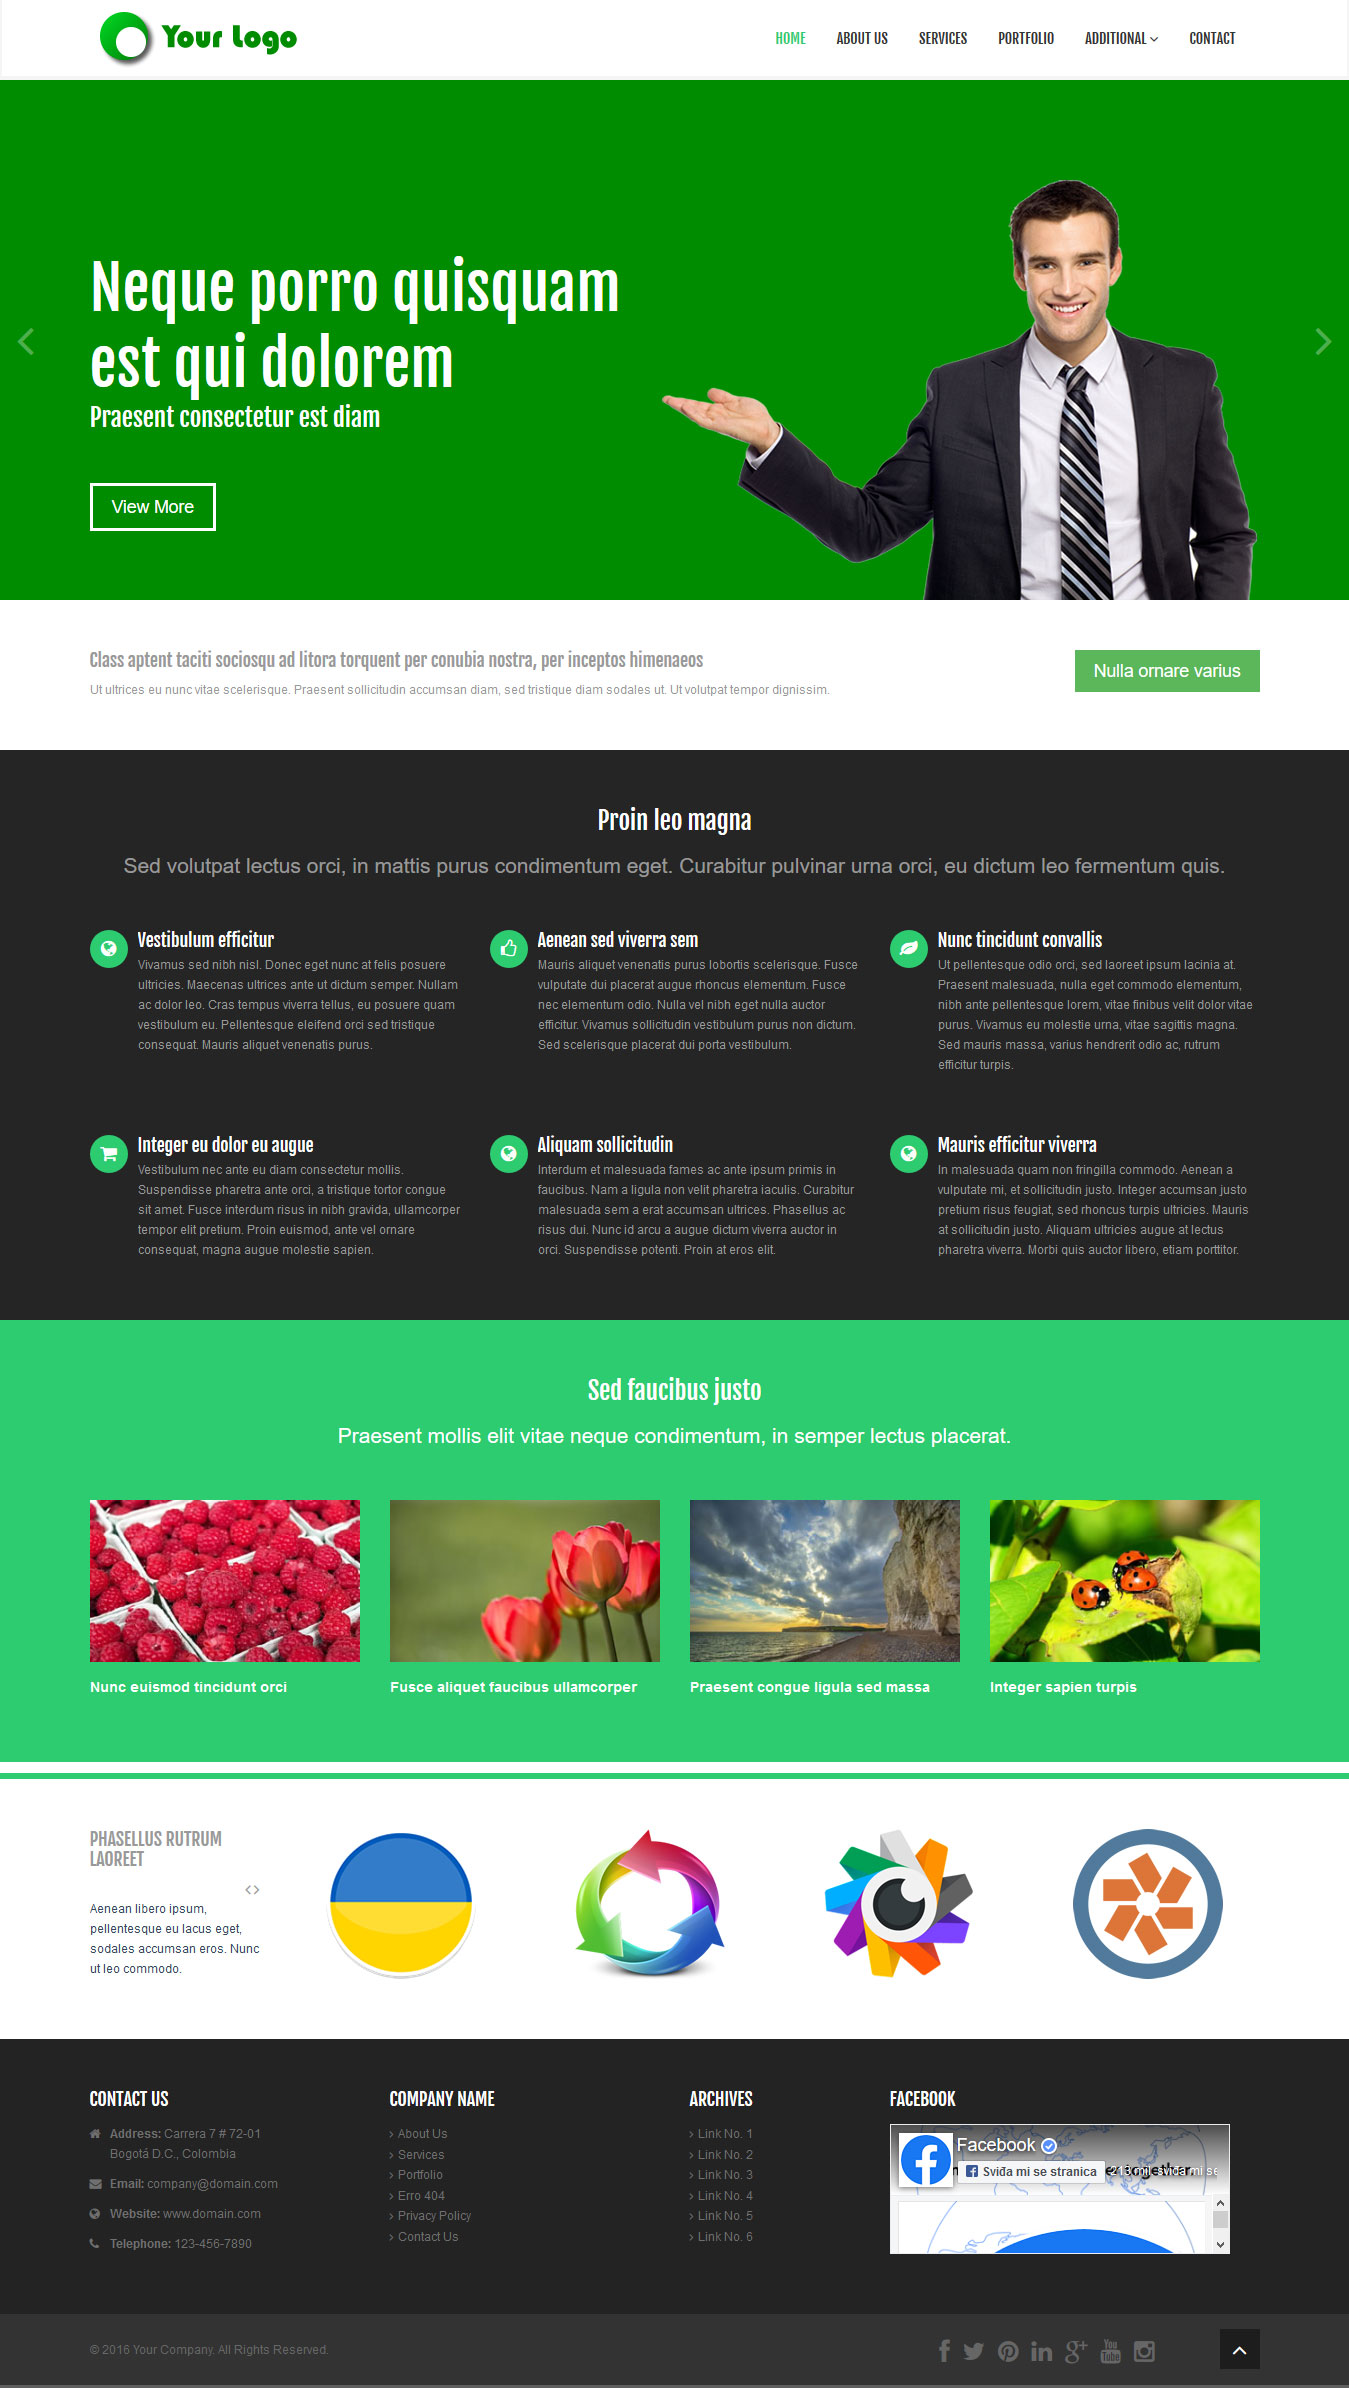 Your Logo
HOME ABOUT US SERVICES PORTFOLIO ADDITIONAL CONTACT
Neque porro quisquam
est qui dolorem
Praesent consectetur est diam
View More
Class aptent taciti sociosqu ad litora torquent per conubia nostra, per inceptos himenaeos
Ut ultrices eu nunc vitae scelerisque. Praesent sollicitudin accumsan diam, sed tristique diam sodales ut. Ut volutpat tempor dignissim.
Nulla ornare varius
Proin leo magna
Sed volutpat lectus orci, in mattis purus condimentum eget. Curabitur pulvinar urna orci, eu dictum leo fermentum quis.
Vestibulum efficitur
Vivamus sed nibh nisl. Donec eget nunc at felis posuere
ultricies. Maecenas ultrices ante ut dictum semper. Nullam
ac dolor leo. Cras tempus viverra tellus, eu posuere quam
vestibulum eu. Pellentesque eleifend orci sed tristique
consequat. Mauris aliquet venenatis purus.
Aenean sed viverra sem
Mauris aliquet venenatis purus lobortis scelerisque. Fusce
vulputate dui placerat augue rhoncus elementum. Fusce
nec elementum odio. Nulla vel nibh eget nulla auctor
efficitur. Vivamus sollicitudin vestibulum purus non dictum.
Sed scelerisque placerat dui porta vestibulum.
Nunc tincidunt convallis
Ut pellentesque odio orci, sed laoreet ipsum lacinia at.
Praesent malesuada, nulla eget commodo elementum,
nibh ante pellentesque lorem, vitae finibus velit dolor vitae
purus. Vivamus eu molestie urna, vitae sagittis magna.
Sed mauris massa, varius hendrerit odio ac, rutrum
efficitur turpis.
Integer eu dolor eu augue
Vestibulum nec ante eu diam consectetur mollis.
Suspendisse pharetra ante orci, a tristique tortor congue
sit amet. Fusce interdum risus in nibh gravida, ullamcorper
tempor elit pretium. Proin euismod, ante vel ornare
consequat, magna augue molestie sapien.
Aliquam sollicitudin
Interdum et malesuada fames ac ante ipsum primis in
faucibus. Nam a ligula non velit pharetra iaculis. Curabitur
malesuada sem a erat accumsan ultrices. Phasellus ac
risus dui. Nunc id arcu a augue dictum viverra auctor in
orci. Suspendisse potenti. Proin at eros elit.
Mauris efficitur viverra
In malesuada quam non fringilla commodo. Aenean a
vulputate mi, et sollicitudin justo. Integer accumsan justo
pretium risus feugiat, sed rhoncus turpis ultricies. Mauris
at sollicitudin justo. Aliquam ultricies augue at lectus
pharetra viverra. Morbi quis auctor libero, etiam porttitor.
Sed faucibus justo
Praesent mollis elit vitae neque condimentum, in semper lectus placerat.
Nunc euismod tincidunt orci
Fusce aliquet faucibus ullamcorper
Praesent congue ligula sed massa
Integer sapien turpis
PHASELLUS RUTRUM
LAOREET
Aenean libero ipsum,
pellentesque eu lacus eget,
sodales accumsan eros. Nunc
ut leo commodo.
CONTACT US
Address: Carrera 7 # 72-01
Bogotá D.C., Colombia
Email: company@domain.com
Website: www.domain.com
Telephone: 123-456-7890
COMPANY NAME
About Us
Services
Portfolio
Erro 404
Privacy Policy
Contact Us
ARCHIVES
Link No. 1
Link No. 2
Link No. 3
Link No. 4
Link No. 5
Link No. 6
FACEBOOK
Facebook
Sviđa mi se stranica
© 2016 Your Company. All Rights Reserved.
You
Tube